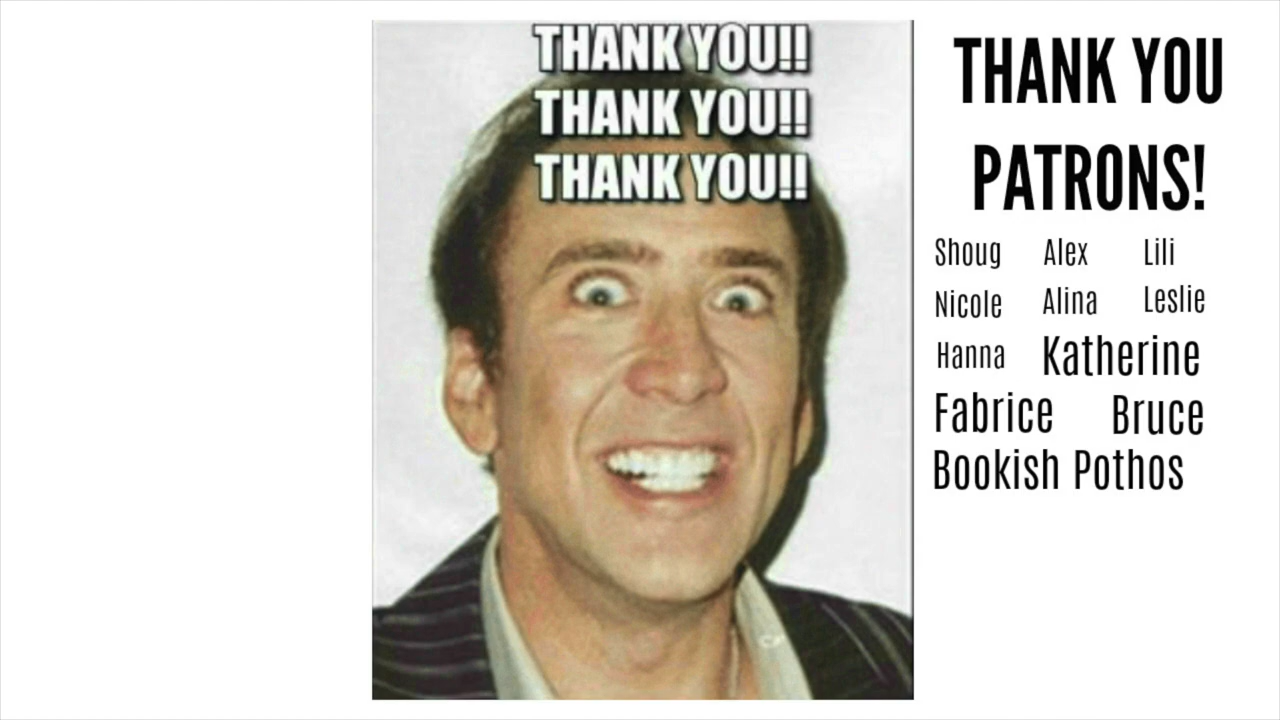 THANK YOU!!
THANK YOU!!
THANK YOU!!
THANK YOU
PATRONS!
Shoug Alex Lili
Nicole Alina Leslie
Hanna Katherine
Fabrice Bruce
Bookish Pothos